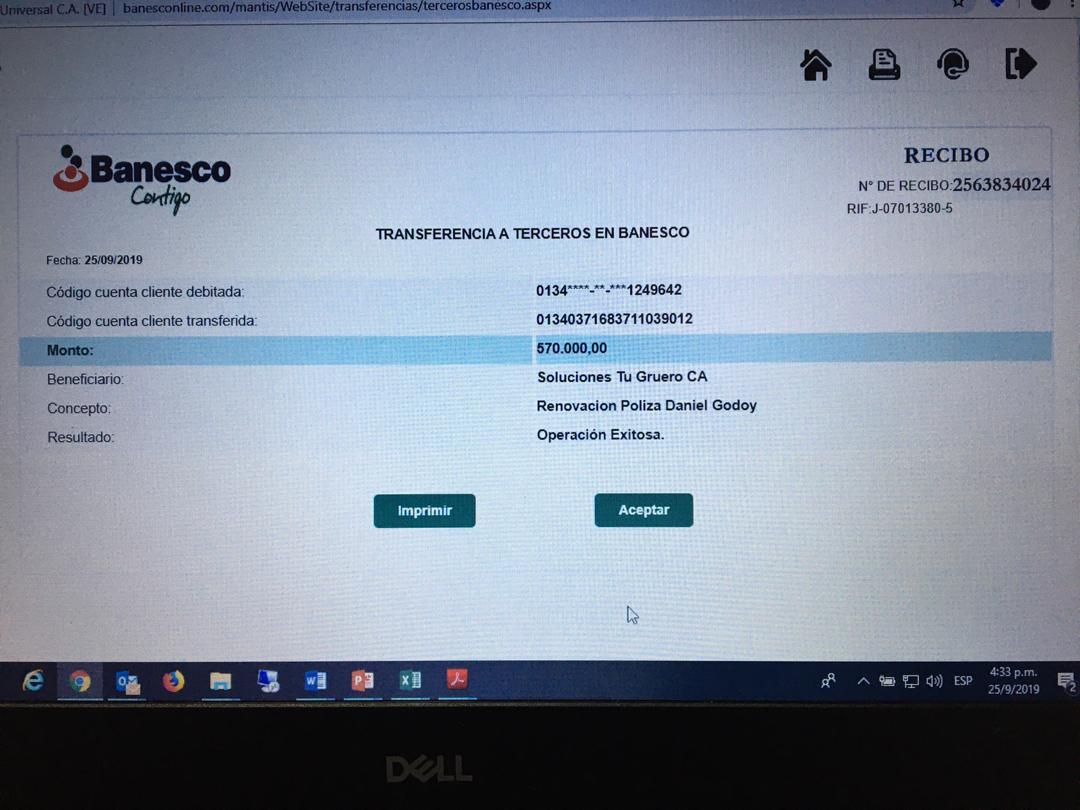 Universal C.A. [VE] | banesconline.com/mantis/WebSite/transferencias/tercerosbanesco.aspx
Banesco
Contigo
RECIBO
N° DE RECIBO:2563834024
RIF:J-07013380-5
TRANSFERENCIA A TERCEROS EN BANESCO
Fecha: 25/09/2019
Código cuenta cliente debitada: 0134****-**-***1249642
Código cuenta cliente transferida: 01340371683711039012
Monto: 570.000,00
Beneficiario: Soluciones Tu Gruero CA
Concepto: Renovacion Poliza Daniel Godoy
Resultado: Operación Exitosa.
Imprimir Aceptar
ESP
4:33 p.m.
25/9/2019
2
DELL